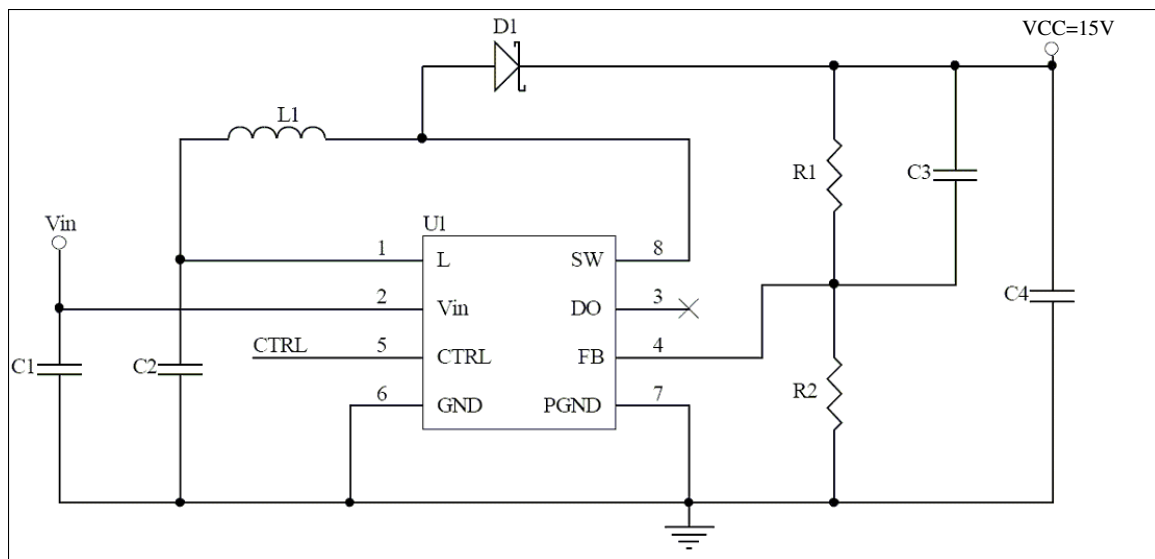 D1
VCC=15V
L1
R1
C3
Vin
U1
1
L
SW
8
2
Vin
DO
3
C4
CTRL
5
CTRL
FB
4
C1
C2
6
GND
PGND
7
R2